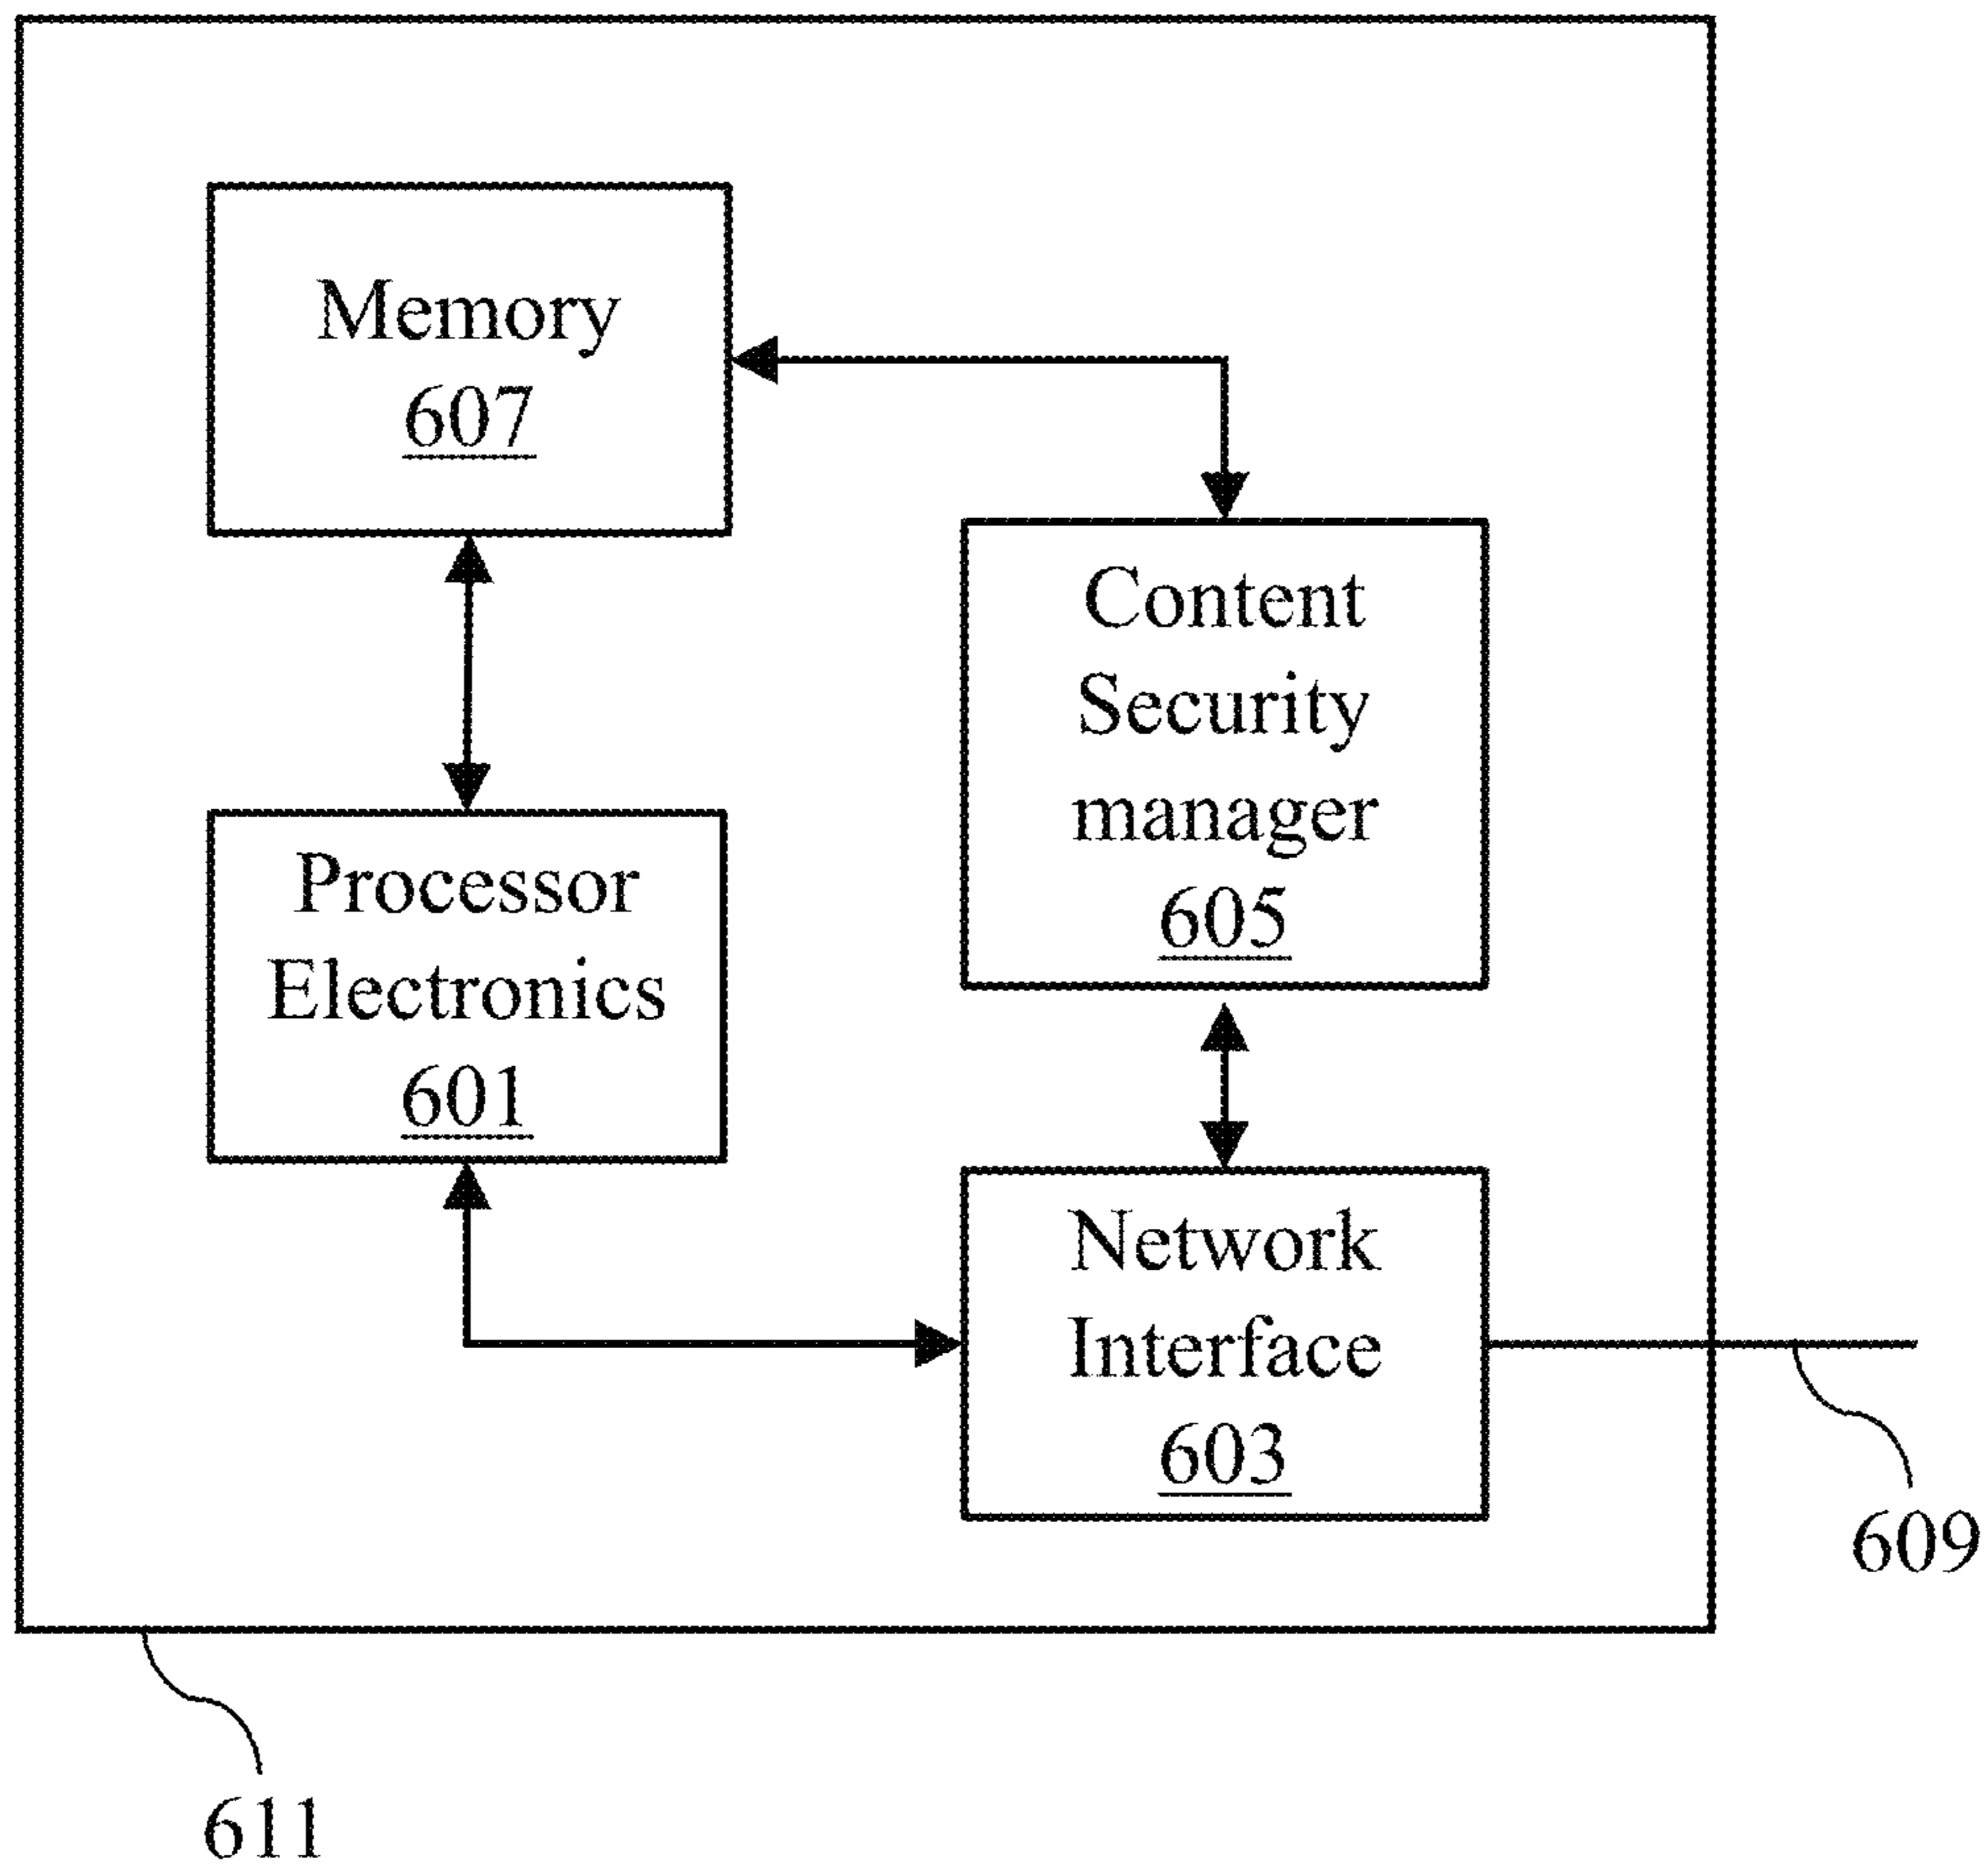 Memory
607
Content
Security
manager
605
Processor
Electronics
601
Network
Interface
603
609
611